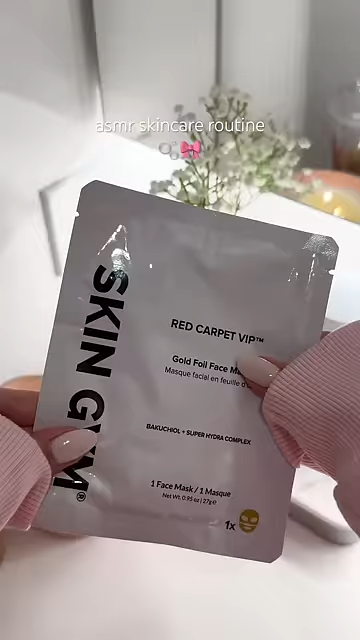 asmr skincare routine
🫧🎀
SKIN GYM®
RED CARPET VIP™
Gold Foil Face
Masque facial en feuille
BAKUCHIOL + SUPER HYDRA COMPLEX
1 Face Mask / 1 Masque
Net Wt. 0.95 oz | 27g e
1x